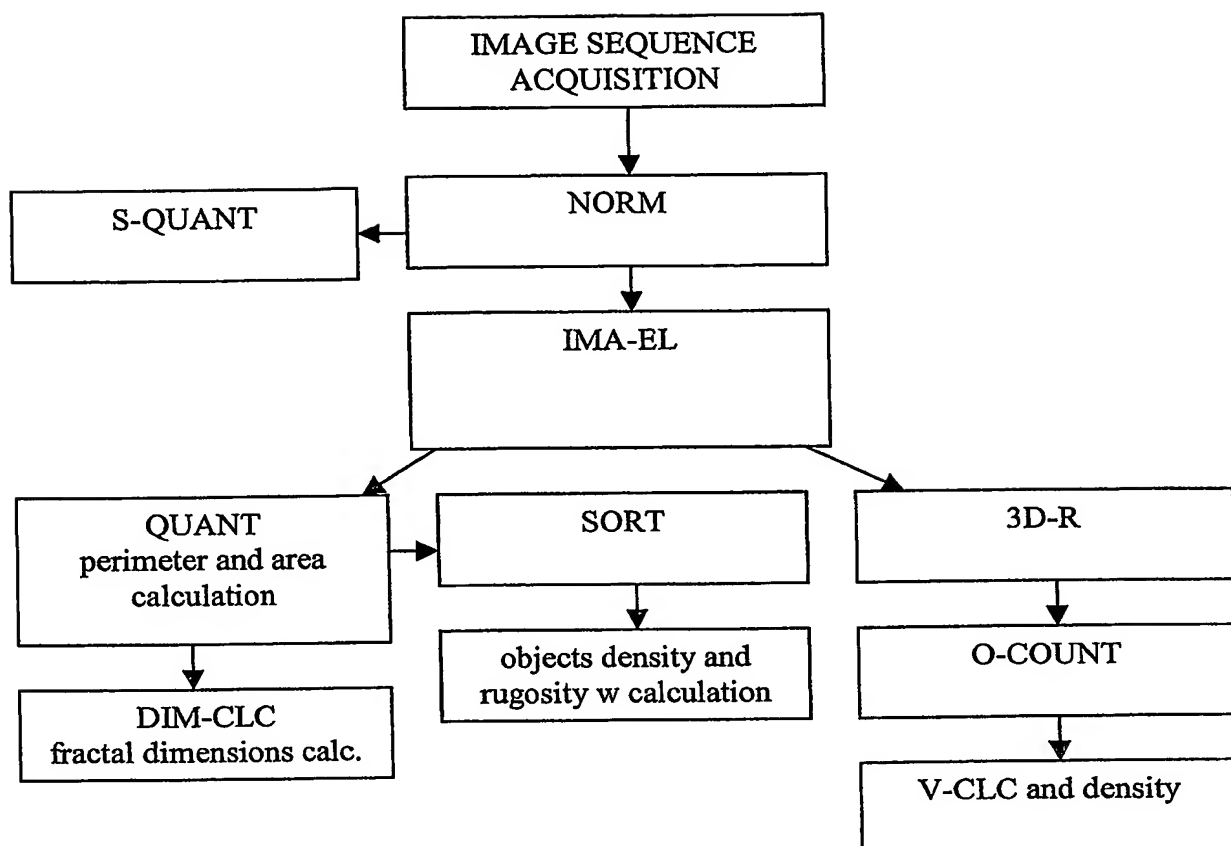 IMAGE SEQUENCE
ACQUISITION
NORM
S-QUANT
IMA-EL
QUANT
perimeter and area
calculation
SORT
3D-R
objects density and
rugosity w calculation
O-COUNT
DIM-CLC
fractal dimensions calc.
V-CLC and density